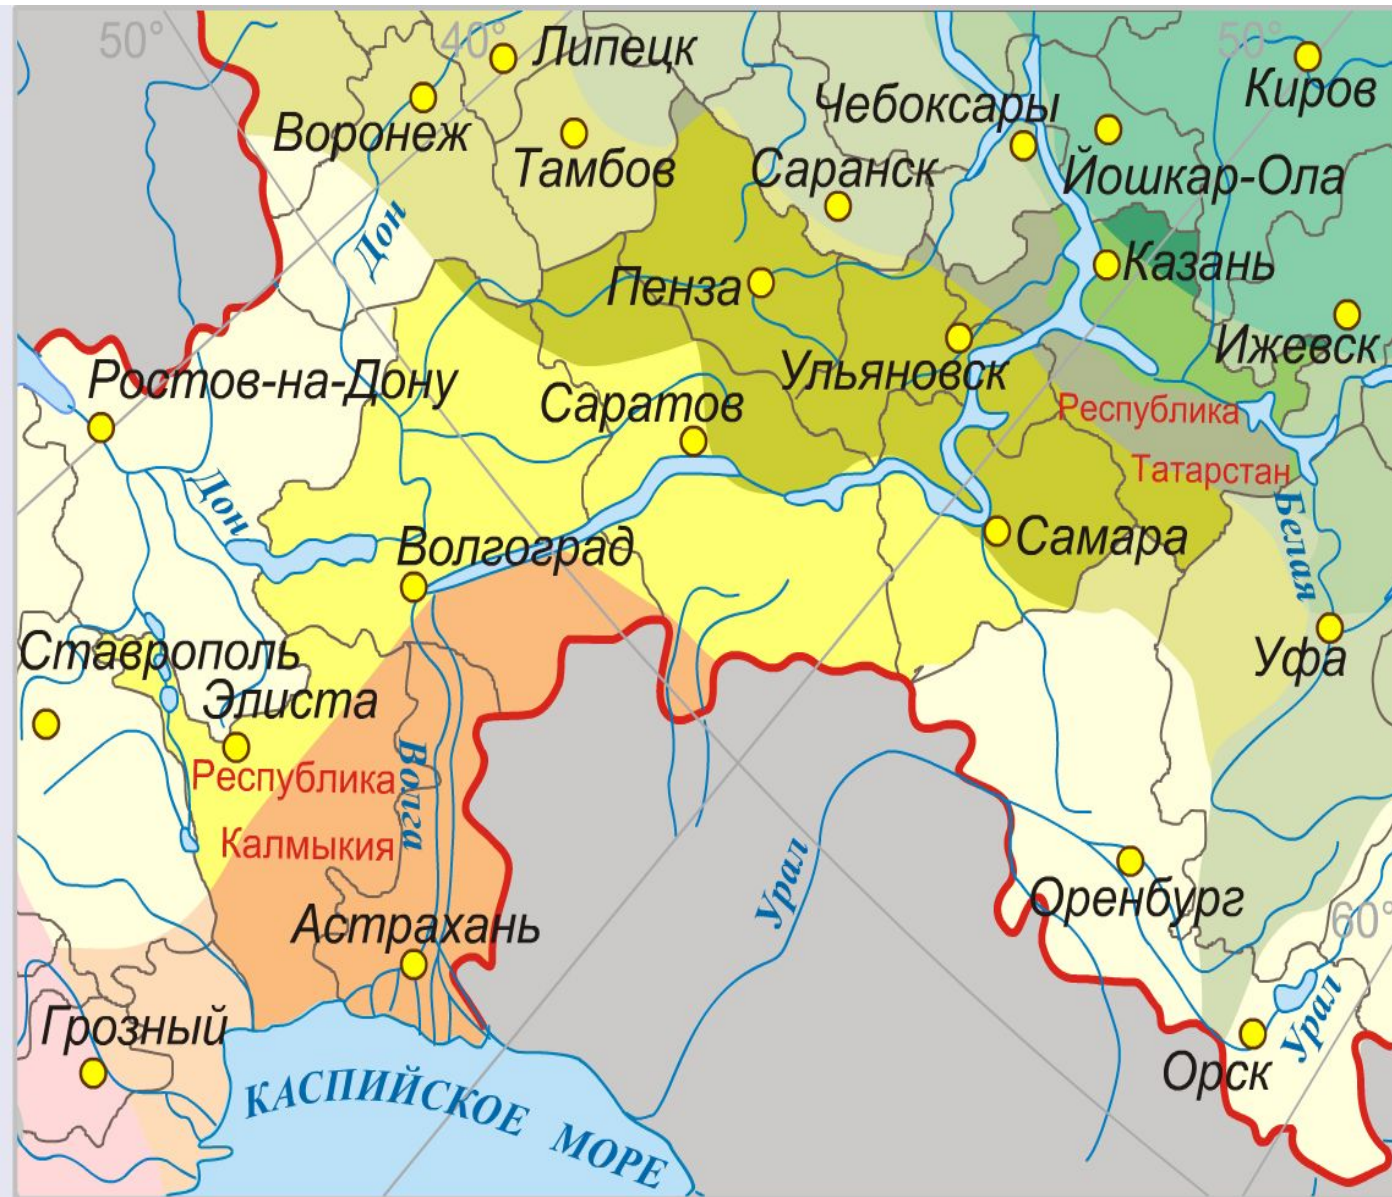 50°
40°
50°
Липецк
Киров
Воронеж
Чебоксары
Тамбов
Саранск
Йошкар-Ола
Дон
Казань
Пенза
Ижевск
Ульяновск
Ростов-на-Дону
Саратов
Республика
Татарстан
Дон
Белая
Волгоград
Самара
Ставрополь
Уфа
Элиста
Республика
Калмыкия
Волга
Урал
Оренбург
60°
Астрахань
Грозный
Урал
Орск
КАСПИЙСКОЕ МОРЕ